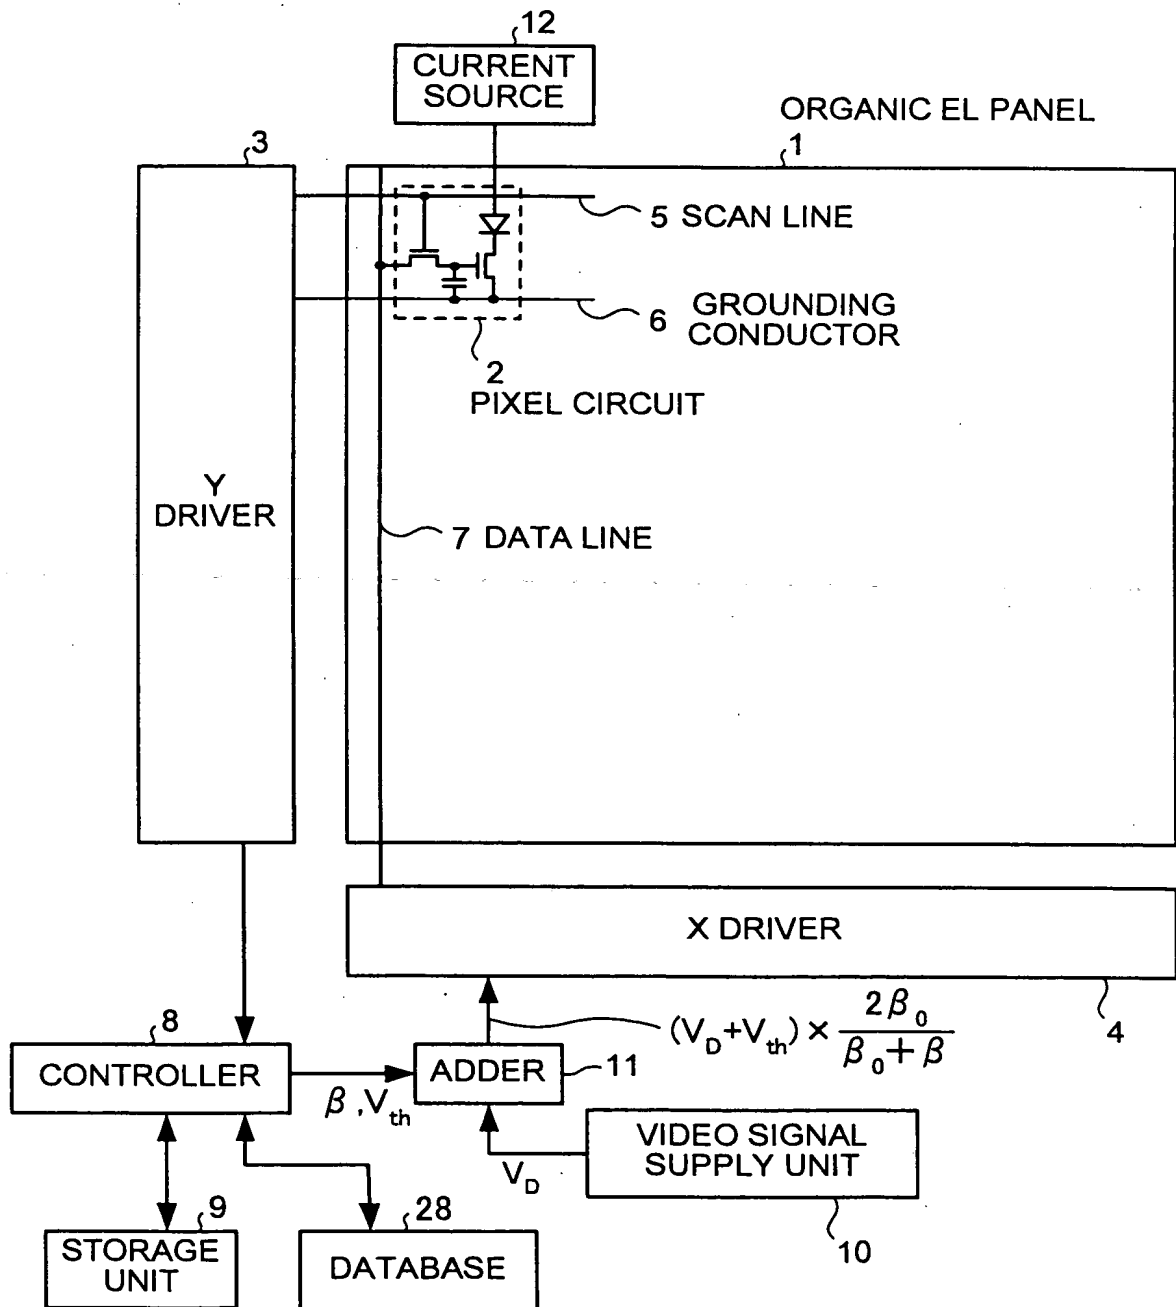 12
CURRENT
SOURCE
ORGANIC EL PANEL
3
1
5 SCAN LINE
6 GROUNDING
CONDUCTOR
2
PIXEL CIRCUIT
Y
DRIVER
7 DATA LINE
X DRIVER
4
(V_D+V_th) × 2β_0 / (β_0+β)
8
CONTROLLER
β, V_th
ADDER
11
VIDEO SIGNAL
SUPPLY UNIT
V_D
10
9
STORAGE
UNIT
28
DATABASE